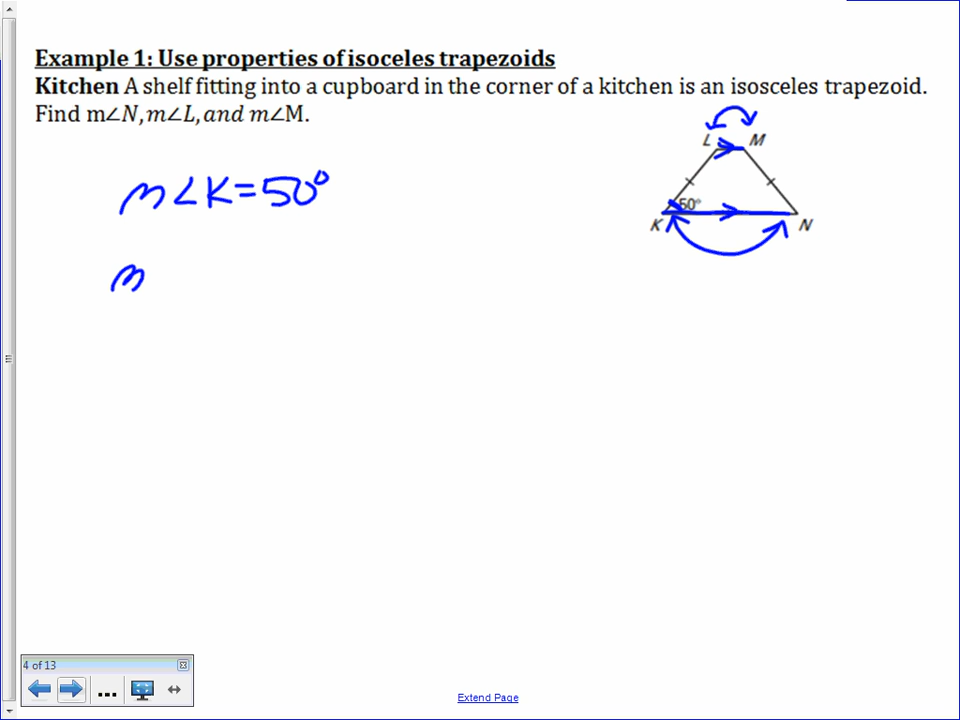 Example 1: Use properties of isoceles trapezoids
Kitchen A shelf fitting into a cupboard in the corner of a kitchen is an isosceles trapezoid.
Find m∠N, m∠L, and m∠M.
L M
50°
K N
m∠K=50°
m
4 of 13
...
Extend Page